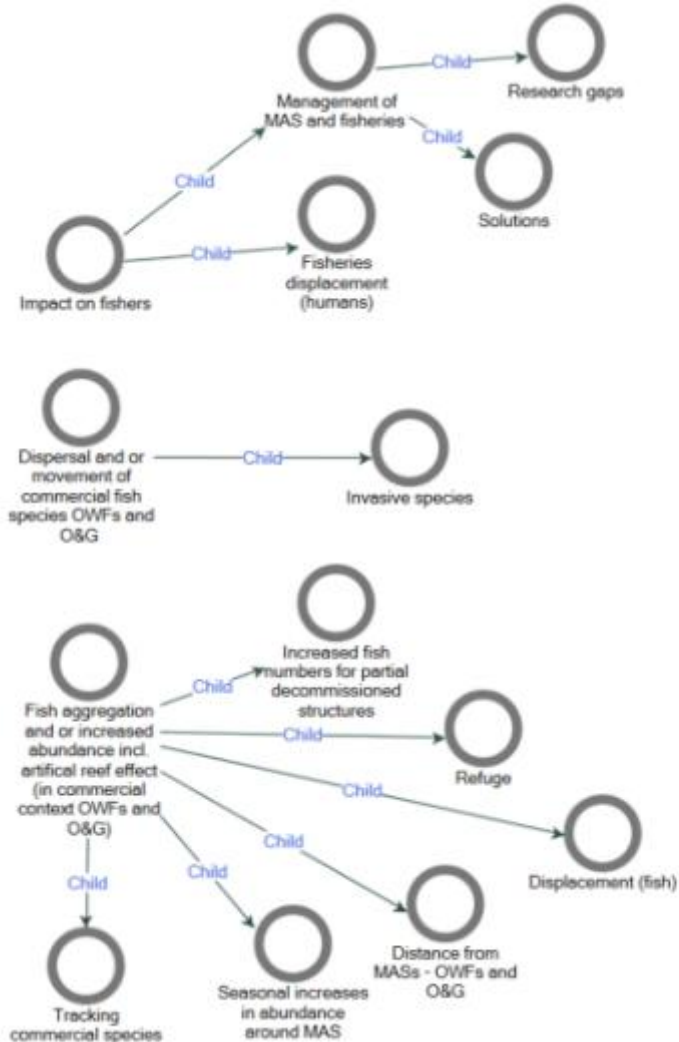 Child
Research gaps
Management of
MAS and fisheries
Child
Solutions
Child
Child
Fisheries
displacement
(humans)
Impact on fishers
Dispersal and or
movement of
commercial fish
species OWFs and
O&G
Child
Invasive species
Increased fish
numbers for partial
decommissioned
structures
Child
Fish aggregation
and or increased
abundance incl.
artifical reef effect
(in commercial
context OWFs and
O&G)
Child
Refuge
Child
Displacement (fish)
Child
Child
Child
Distance from
MASs - OWFs and
O&G
Seasonal increases
in abundance
around MAS
Tracking
commercial species